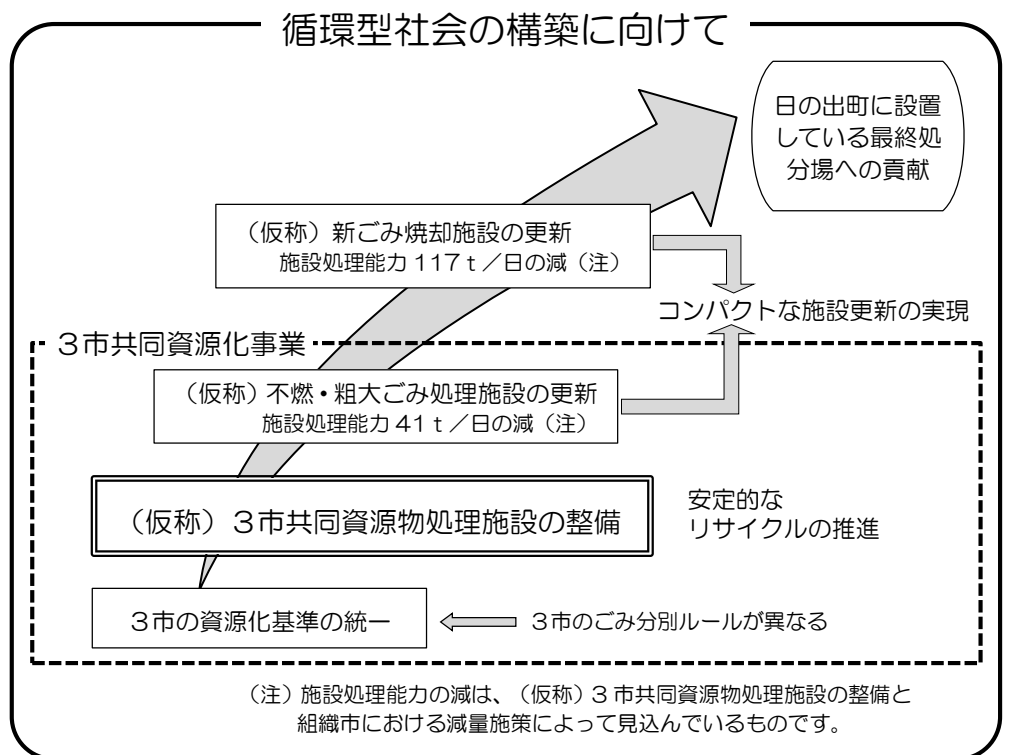 循環型社会の構築に向けて
日の出町に設置
している最終処
分場への貢献
（仮称）新ごみ焼却施設の更新
施設処理能力117ｔ／日の減（注）
コンパクトな施設更新の実現
３市共同資源化事業
（仮称）不燃・粗大ごみ処理施設の更新
施設処理能力41ｔ／日の減（注）
（仮称）３市共同資源物処理施設の整備
安定的な
リサイクルの推進
３市の資源化基準の統一
３市のごみ分別ルールが異なる
（注）施設処理能力の減は、（仮称）３市共同資源物処理施設の整備と
組織市における減量施策によって見込んでいるものです。